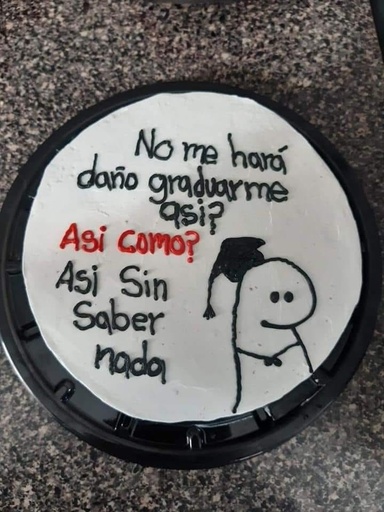 No me hará
daño graduarme
asi?
Asi como?
Asi Sin
Saber
nada